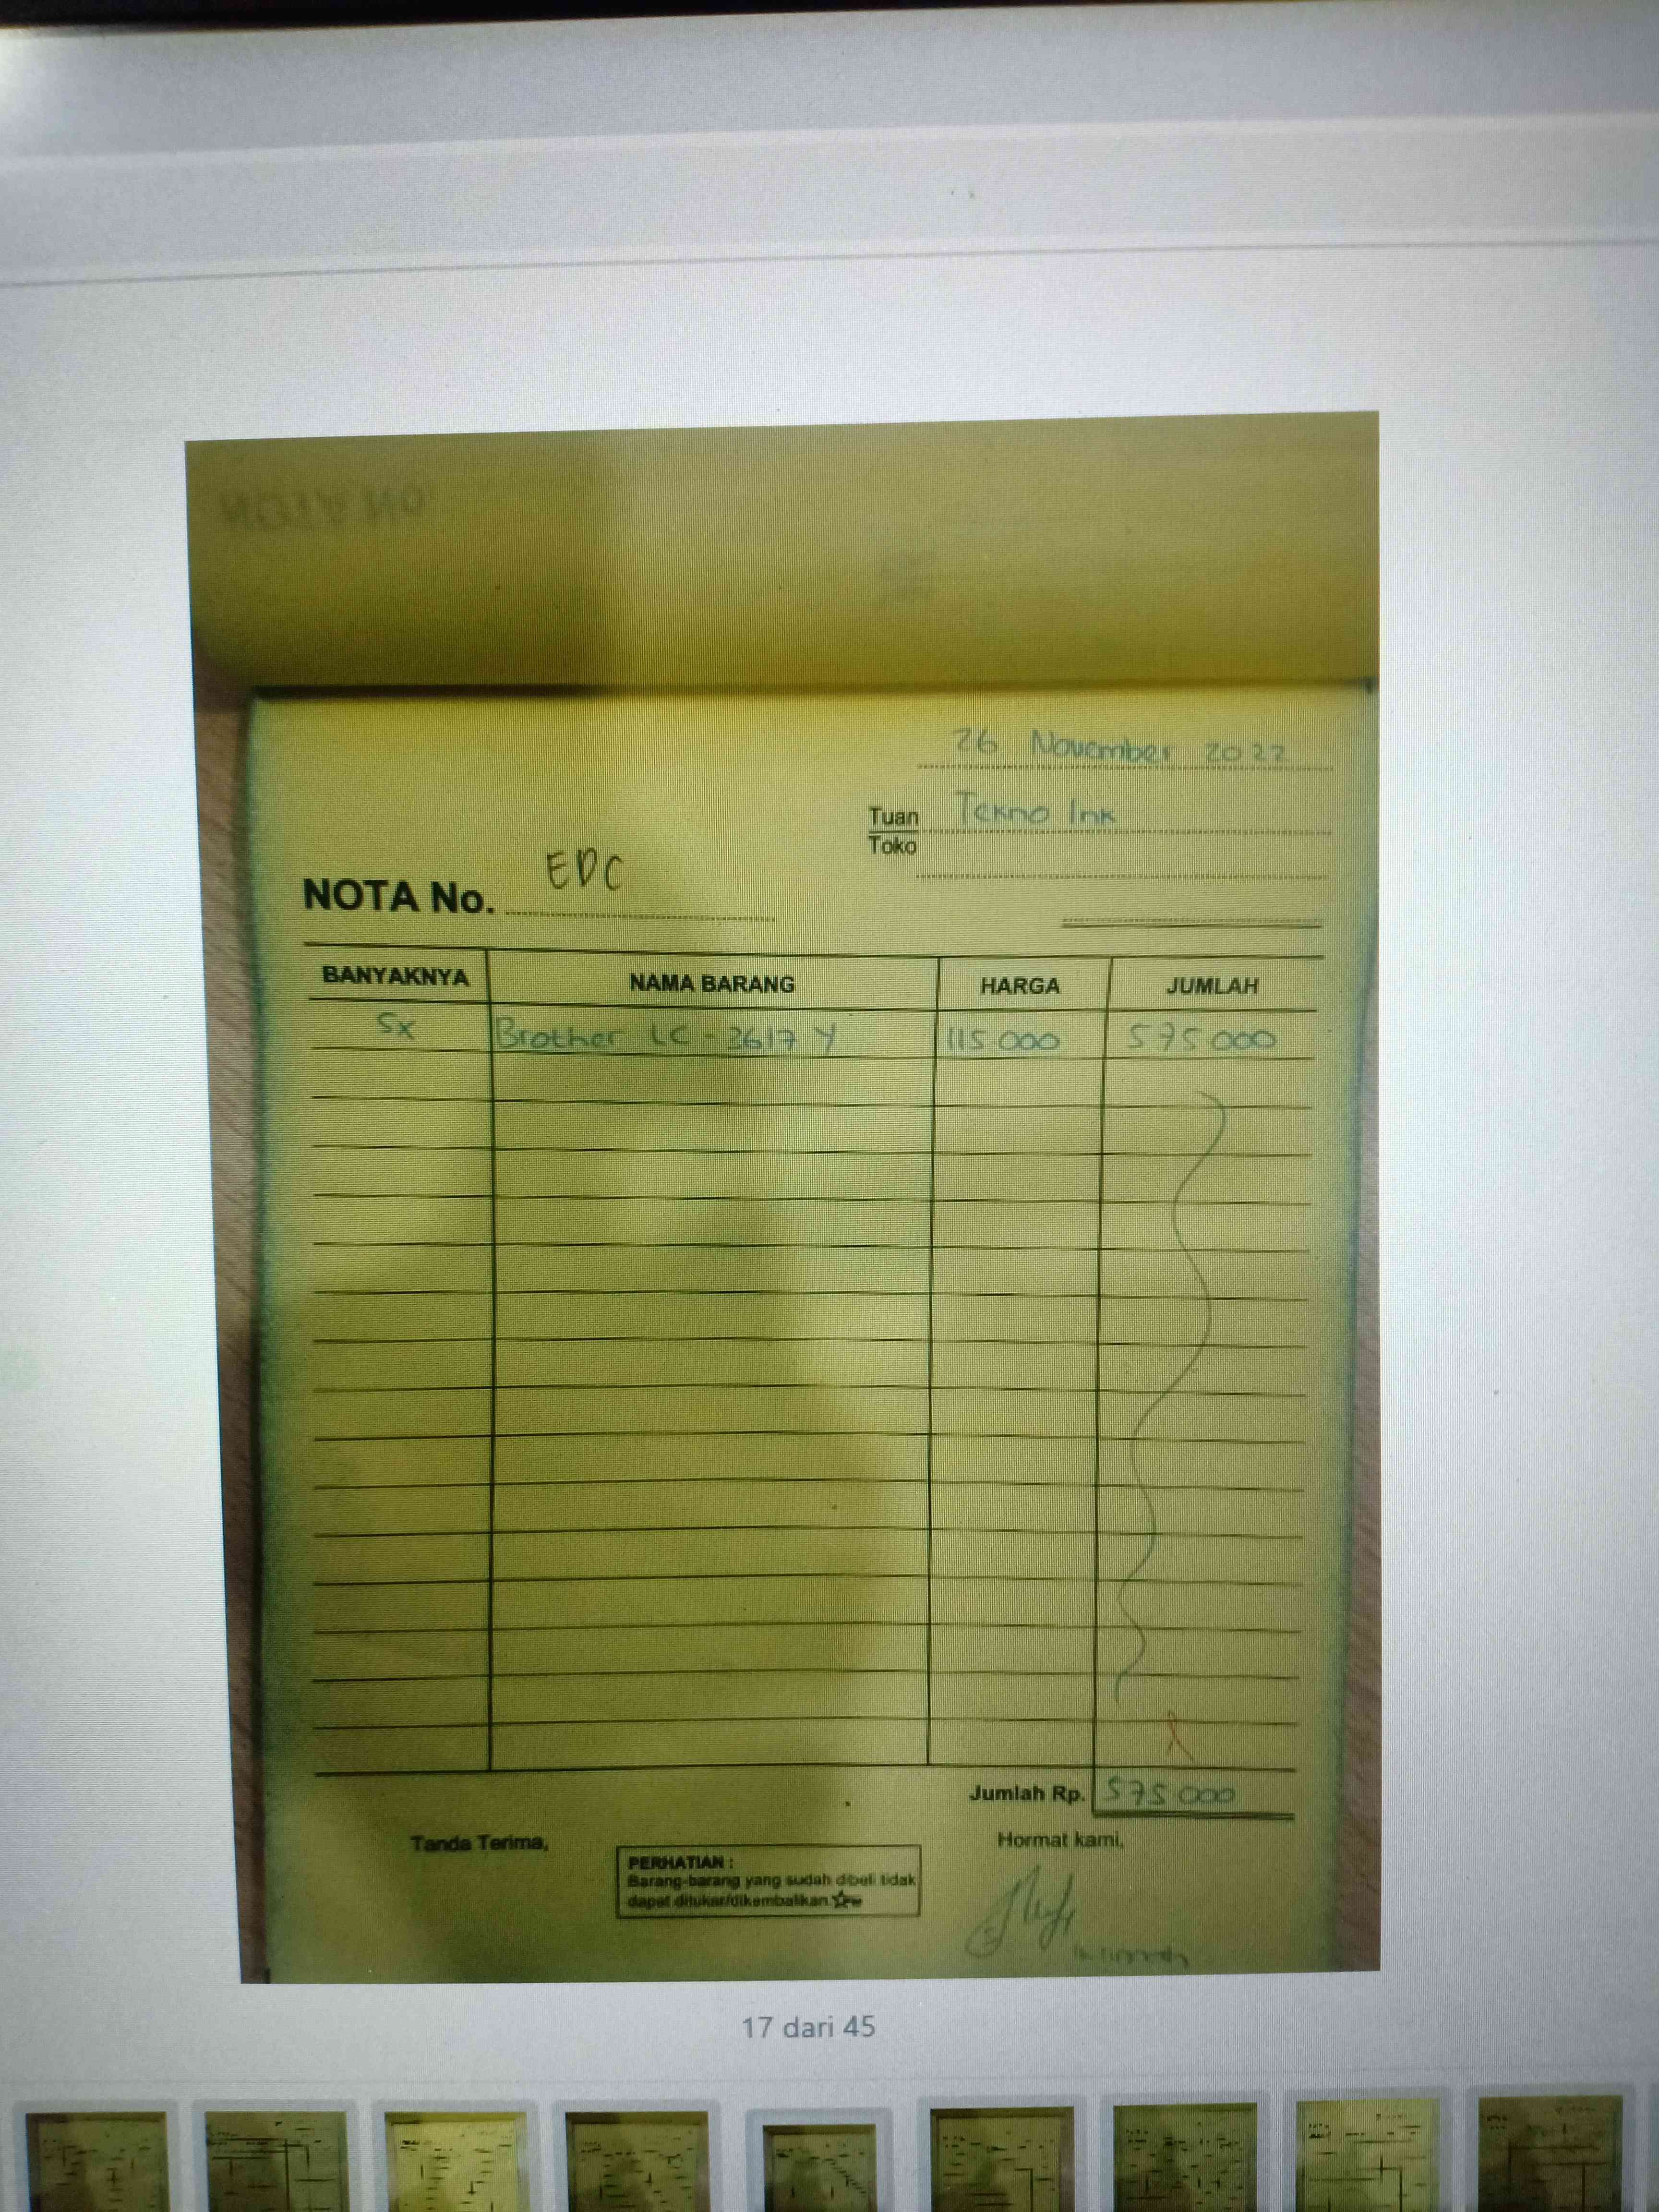 26 November 2022
Tuan Tekno Ink
Toko
NOTA No. EDC
BANYAKNYA NAMA BARANG HARGA JUMLAH
5x Brother LC - 3617 Y 115 000 575 000
Jumlah Rp. 575 000
Tanda Terima, Hormat kami,
PERHATIAN :
Barang-barang yang sudah dibeli tidak
dapat ditukar/dikembalikan
17 dari 45